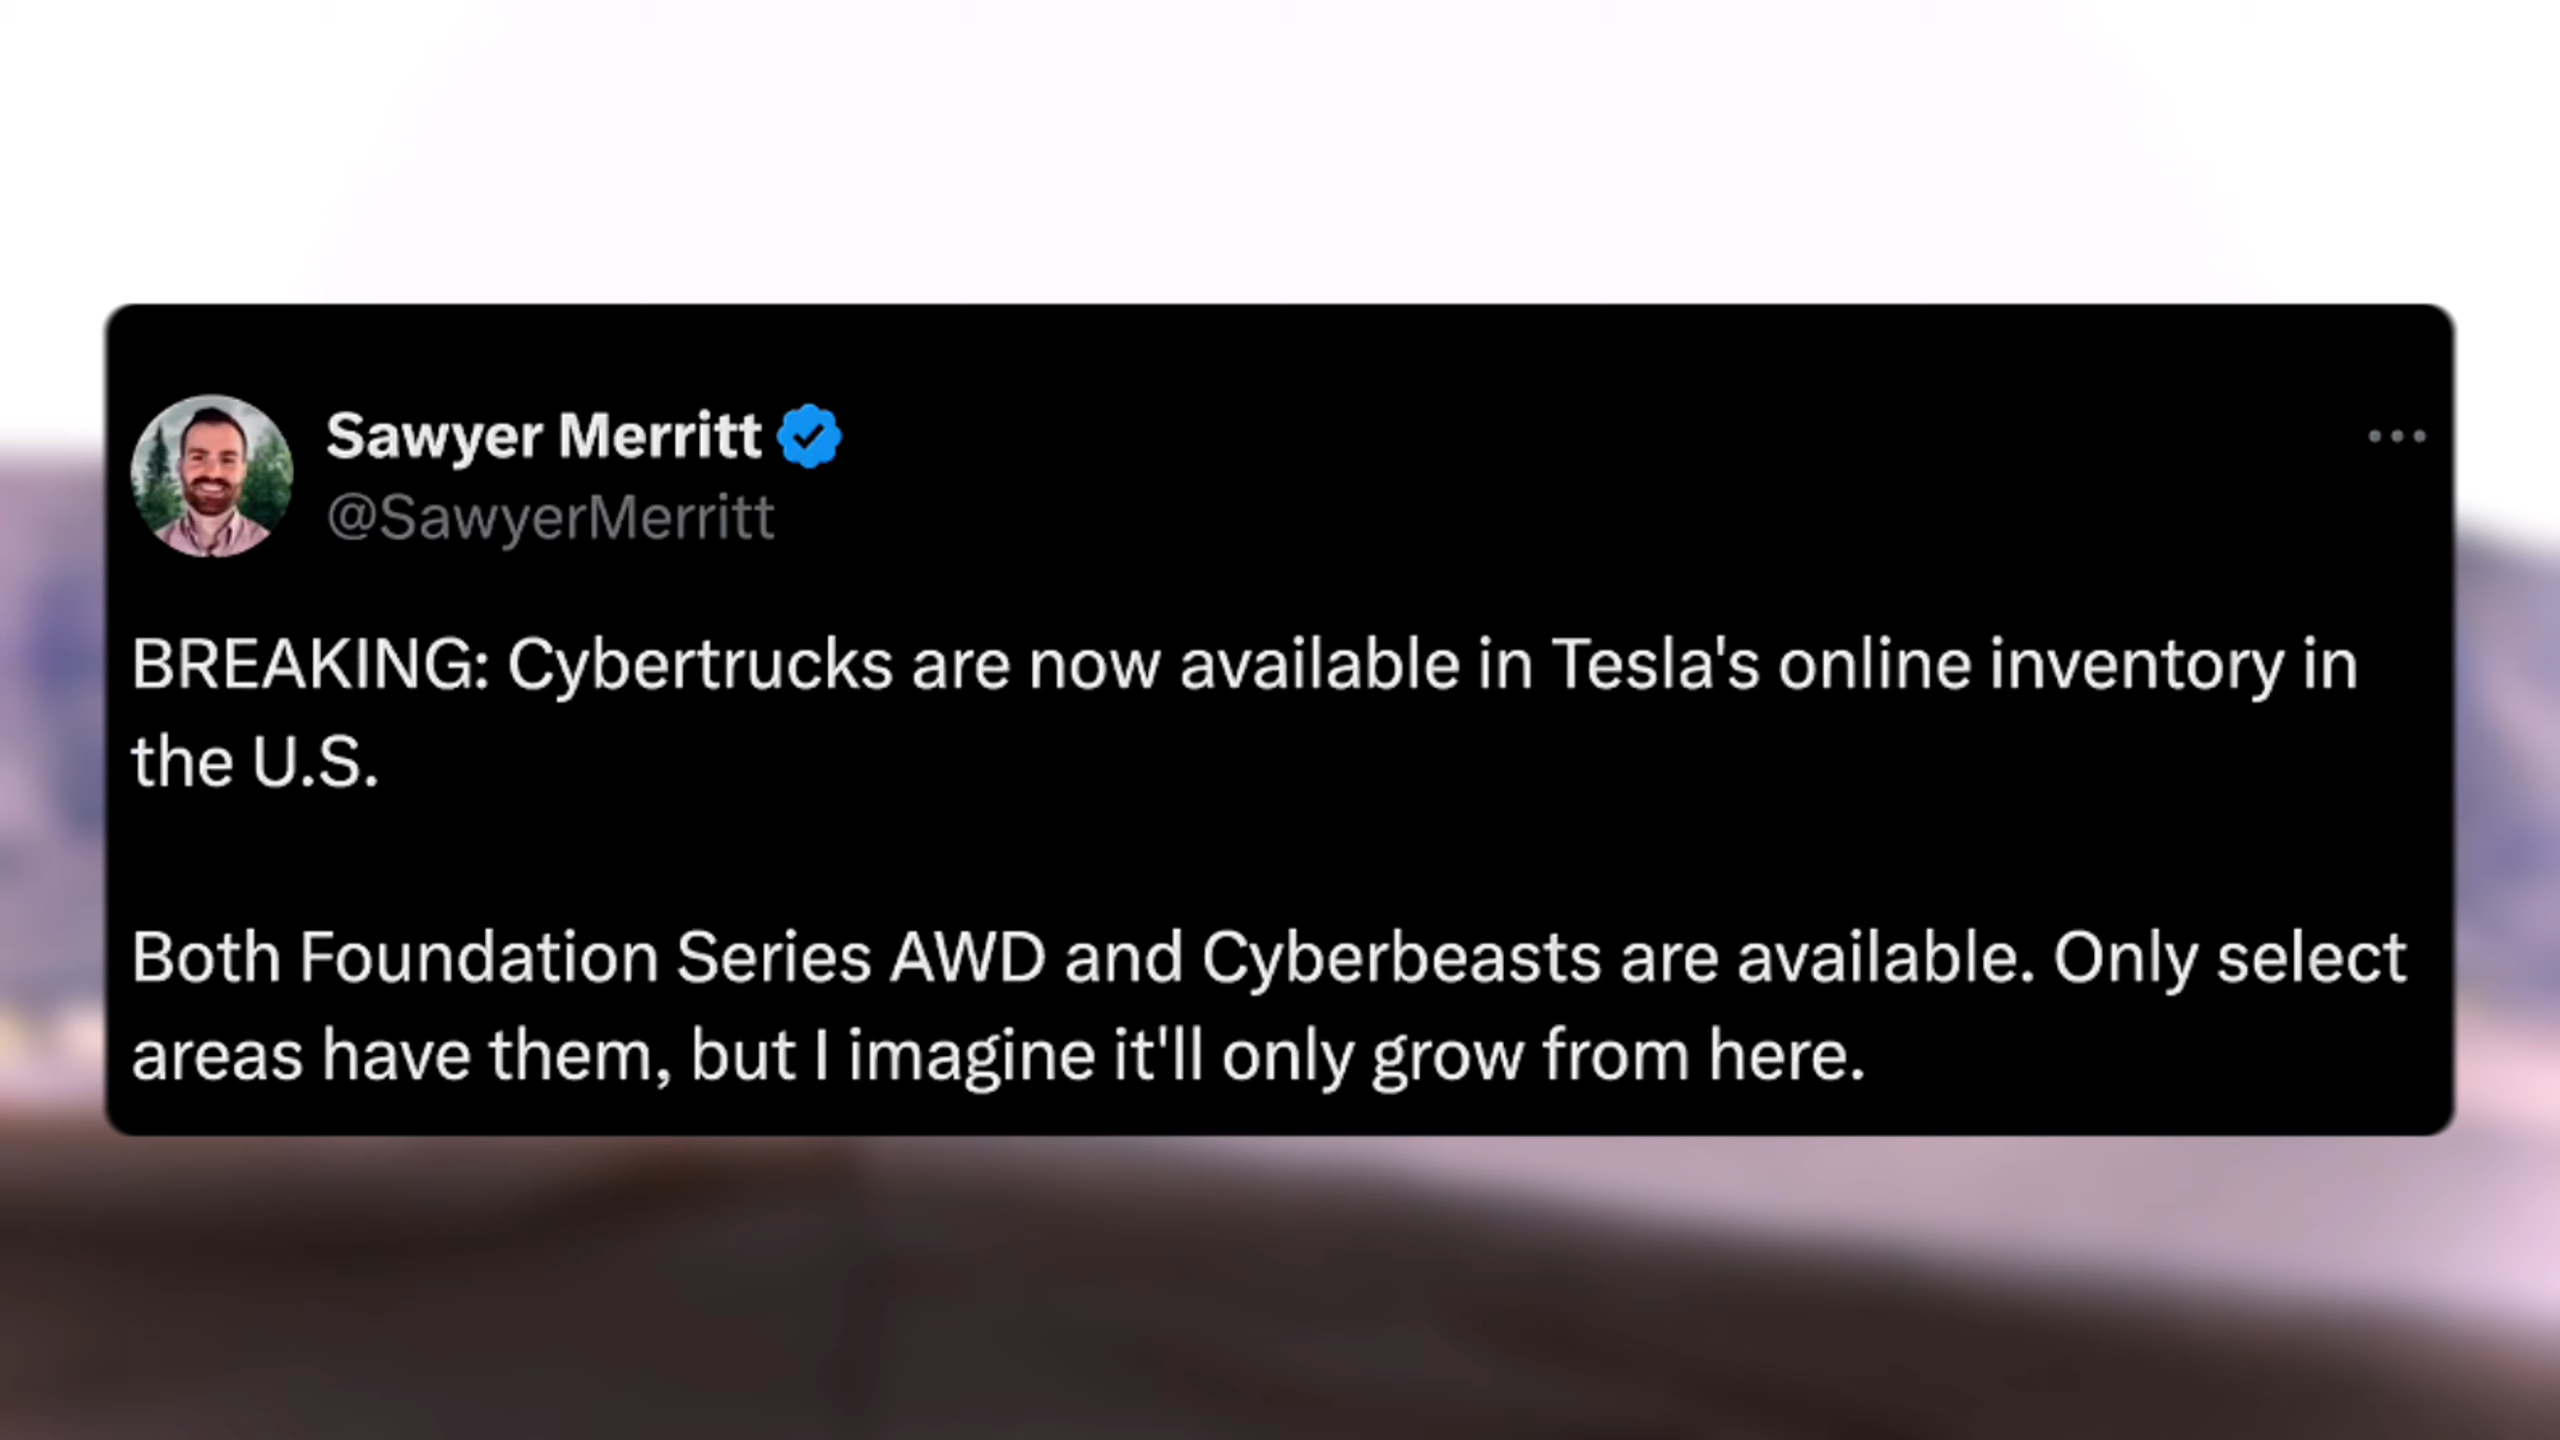 Sawyer Merritt
@SawyerMerritt
BREAKING: Cybertrucks are now available in Tesla's online inventory in
the U.S.
Both Foundation Series AWD and Cyberbeasts are available. Only select
areas have them, but I imagine it'll only grow from here.